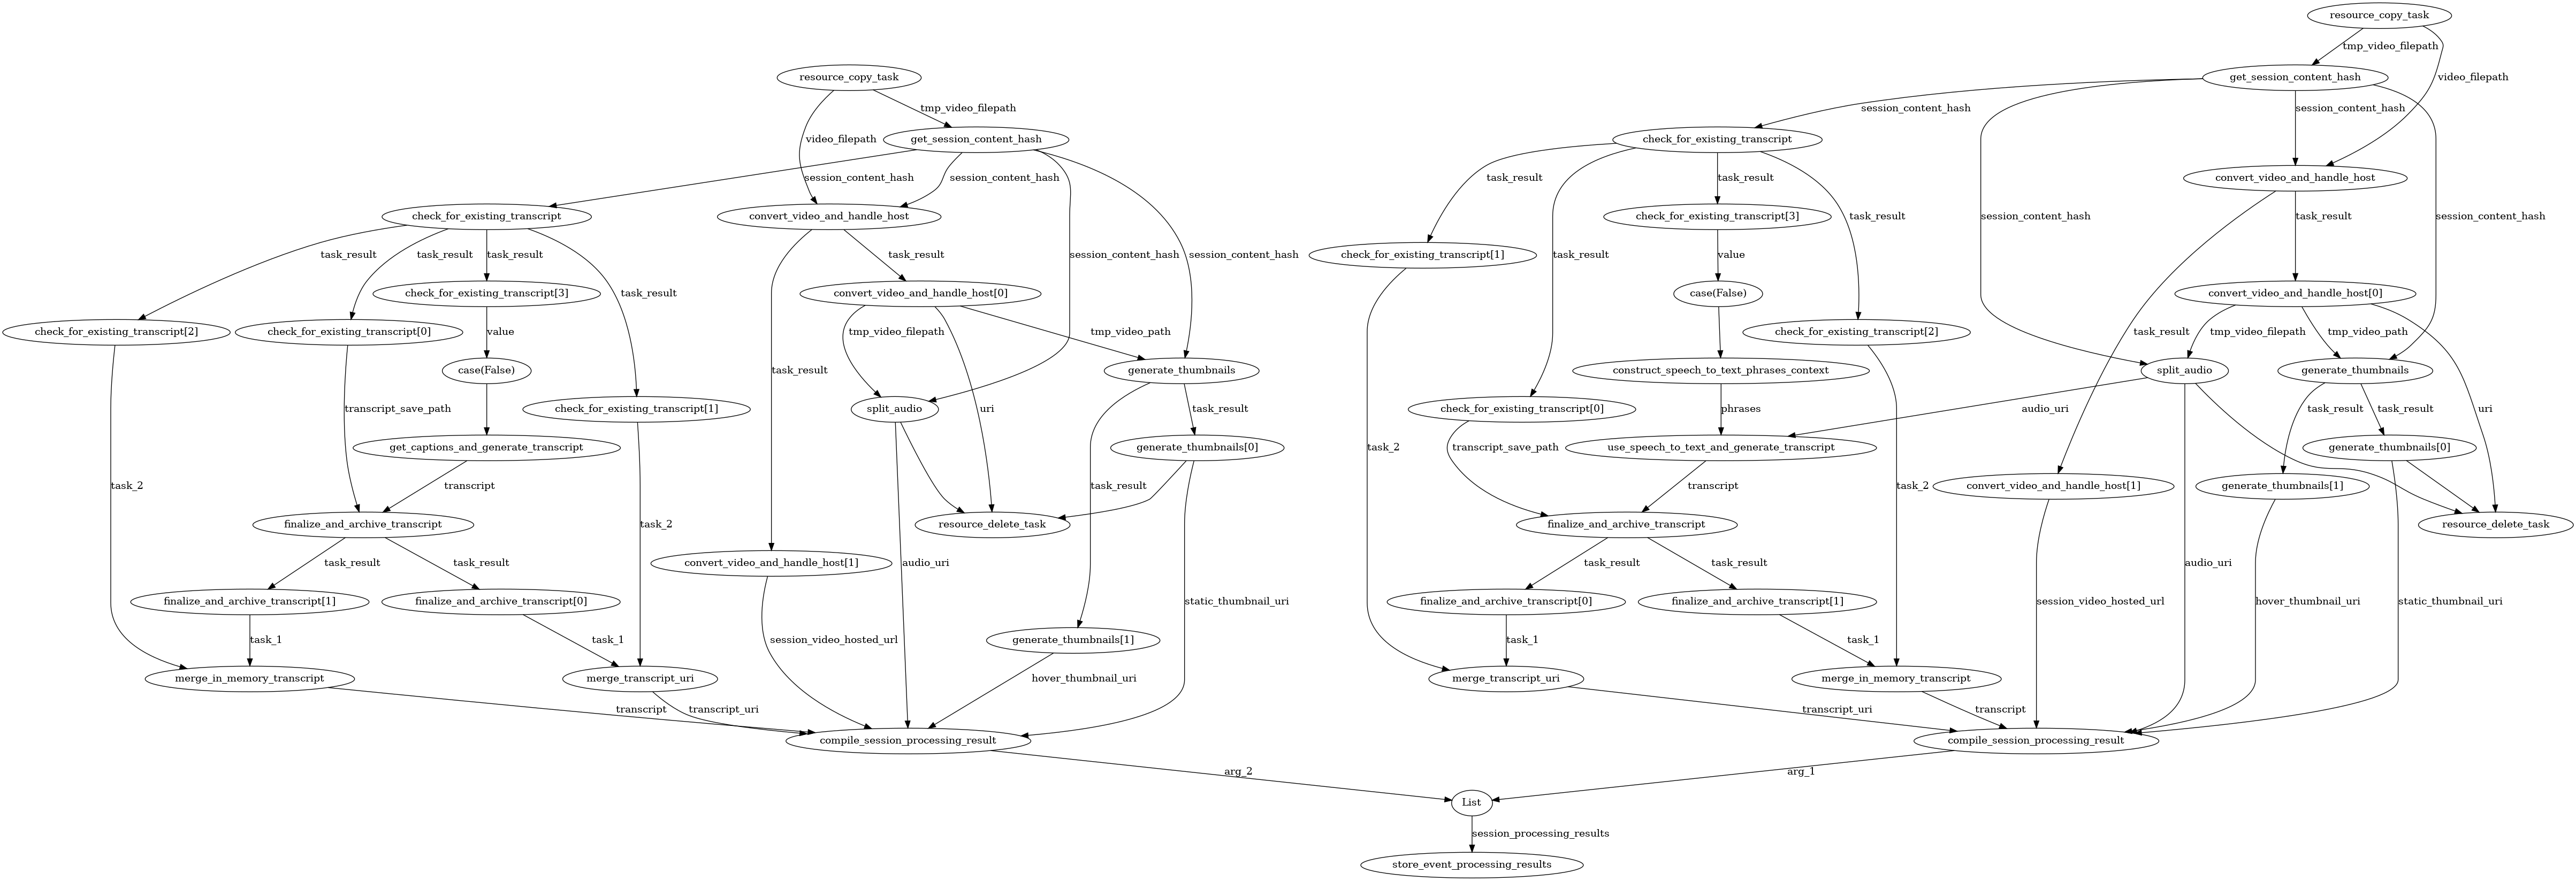 resource_copy_task
tmp_video_filepath
resource_copy_task
get_session_content_hash
video_filepath
tmp_video_filepath
session_content_hash
session_content_hash
video_filepath
get_session_content_hash
check_for_existing_transcript
session_content_hash
session_content_hash
task_result
task_result
convert_video_and_handle_host
check_for_existing_transcript
convert_video_and_handle_host
check_for_existing_transcript[3]
task_result
session_content_hash
task_result
session_content_hash
task_result
task_result
task_result
task_result
session_content_hash
session_content_hash
check_for_existing_transcript[1]
task_result
value
check_for_existing_transcript[3]
task_result
convert_video_and_handle_host[0]
case(False)
convert_video_and_handle_host[0]
check_for_existing_transcript[2]
check_for_existing_transcript[0]
value
tmp_video_filepath
tmp_video_path
check_for_existing_transcript[2]
task_result
tmp_video_filepath
tmp_video_path
case(False)
task_result
generate_thumbnails
construct_speech_to_text_phrases_context
split_audio
generate_thumbnails
transcript_save_path
check_for_existing_transcript[1]
split_audio
uri
task_result
check_for_existing_transcript[0]
phrases
audio_uri
task_result
task_result
uri
get_captions_and_generate_transcript
generate_thumbnails[0]
task_2
transcript_save_path
use_speech_to_text_and_generate_transcript
generate_thumbnails[0]
task_2
transcript
task_result
transcript
task_2
convert_video_and_handle_host[1]
generate_thumbnails[1]
finalize_and_archive_transcript
task_2
resource_delete_task
finalize_and_archive_transcript
resource_delete_task
task_result
task_result
convert_video_and_handle_host[1]
audio_uri
task_result
task_result
audio_uri
finalize_and_archive_transcript[1]
finalize_and_archive_transcript[0]
static_thumbnail_uri
finalize_and_archive_transcript[0]
finalize_and_archive_transcript[1]
session_video_hosted_url
hover_thumbnail_uri
static_thumbnail_uri
task_1
task_1
session_video_hosted_url
generate_thumbnails[1]
task_1
task_1
merge_in_memory_transcript
merge_transcript_uri
hover_thumbnail_uri
merge_transcript_uri
merge_in_memory_transcript
transcript
transcript_uri
transcript_uri
transcript
compile_session_processing_result
compile_session_processing_result
arg_2
arg_1
List
session_processing_results
store_event_processing_results